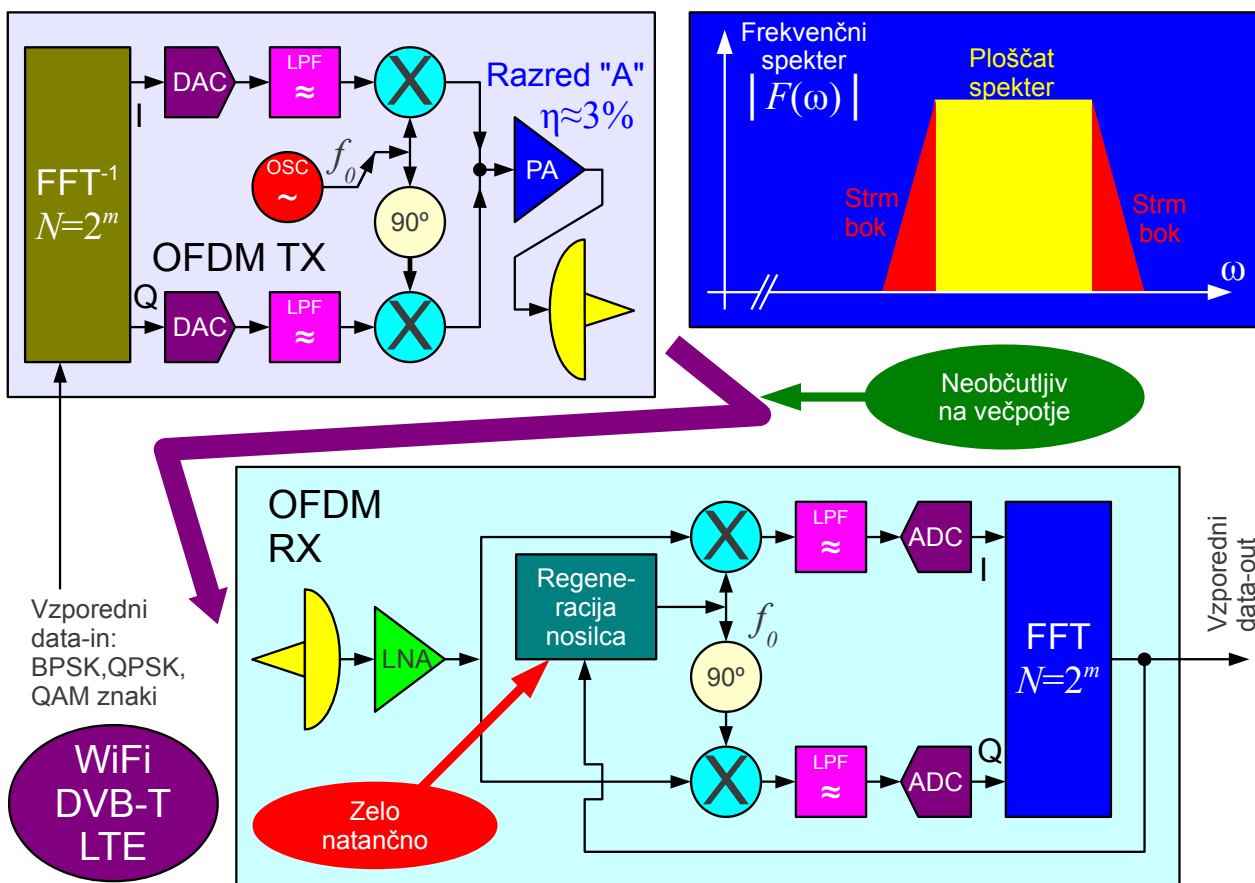 DAC
LPF
≈
X
I
FFT⁻¹
N=2ᵐ
OSC
~
f₀
90º
OFDM TX
Q
DAC
LPF
≈
X
Razred "A"
η≈3%
PA
Frekvenčni
spekter
|F(ω)|
Ploščat
spekter
Strm
bok
Strm
bok
ω
Neobčutljiv
na večpotje
Vzporedni
data-in:
BPSK,QPSK,
QAM znaki
WiFi
DVB-T
LTE
OFDM
RX
LNA
Regene-
racija
nosilca
Zelo
natančno
X
f₀
90º
X
LPF
≈
ADC
I
LPF
≈
ADC
Q
FFT
N=2ᵐ
Vzporedni
data-out